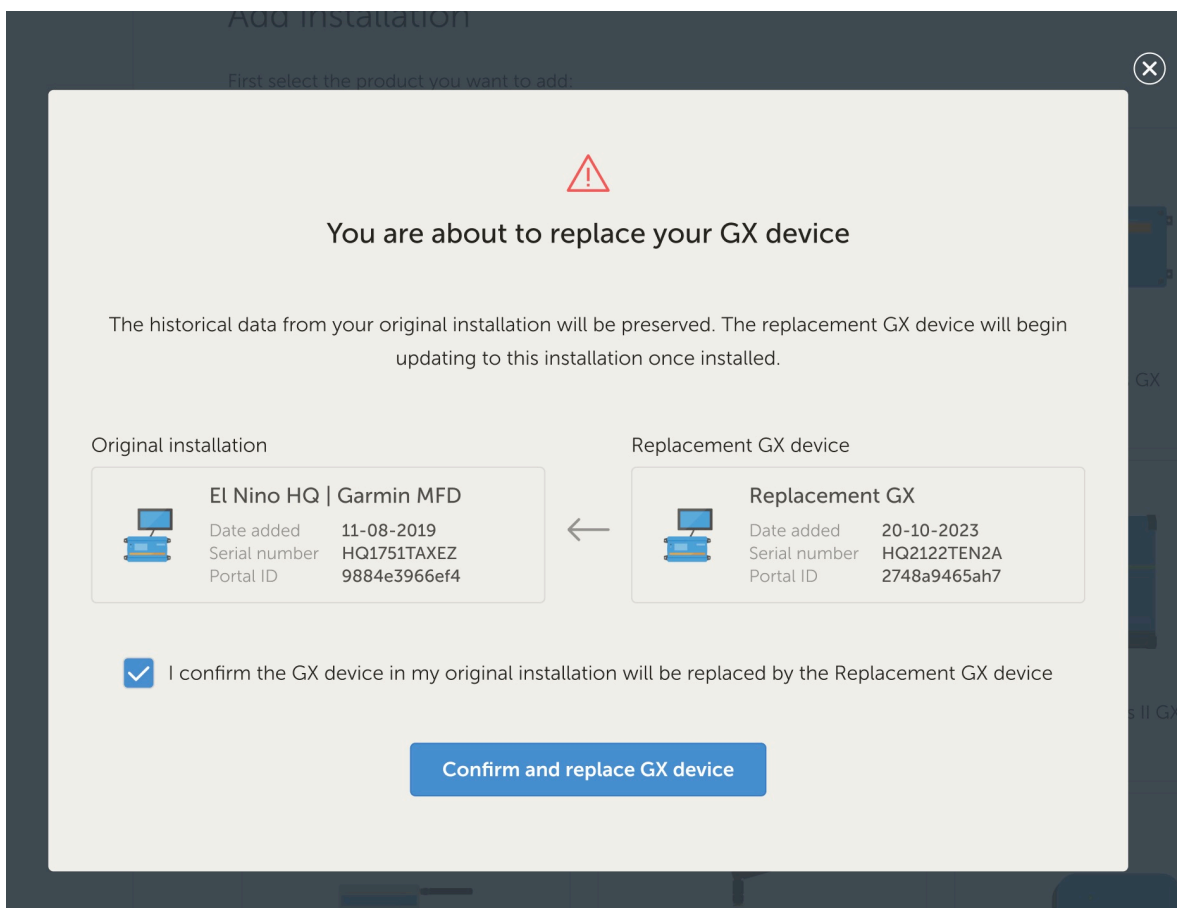 Add Installation
First select the product you want to add:
You are about to replace your GX device
The historical data from your original installation will be preserved. The replacement GX device will begin
updating to this installation once installed.
GX
Original installation
Replacement GX device
El Nino HQ | Garmin MFD
Date added 11-08-2019
Serial number HQ1751TAXEZ
Portal ID 9884e3966ef4
Replacement GX
Date added 20-10-2023
Serial number HQ2122TEN2A
Portal ID 2748a9465ah7
I confirm the GX device in my original installation will be replaced by the Replacement GX device
s II GX
Confirm and replace GX device